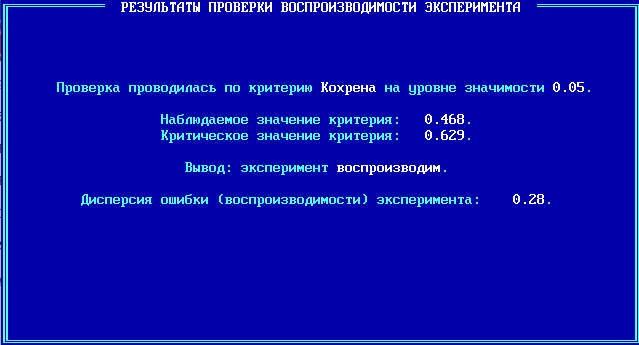 РЕЗУЛЬТАТЫ ПРОВЕРКИ ВОСПРОИЗВОДИМОСТИ ЭКСПЕРИМЕНТА
Проверка проводилась по критерию Кохрена на уровне значимости 0.05.
Наблюдаемое значение критерия: 0.468.
Критическое значение критерия: 0.629.
Вывод: эксперимент воспроизводим.
Дисперсия ошибки (воспроизводимости) эксперимента: 0.28.